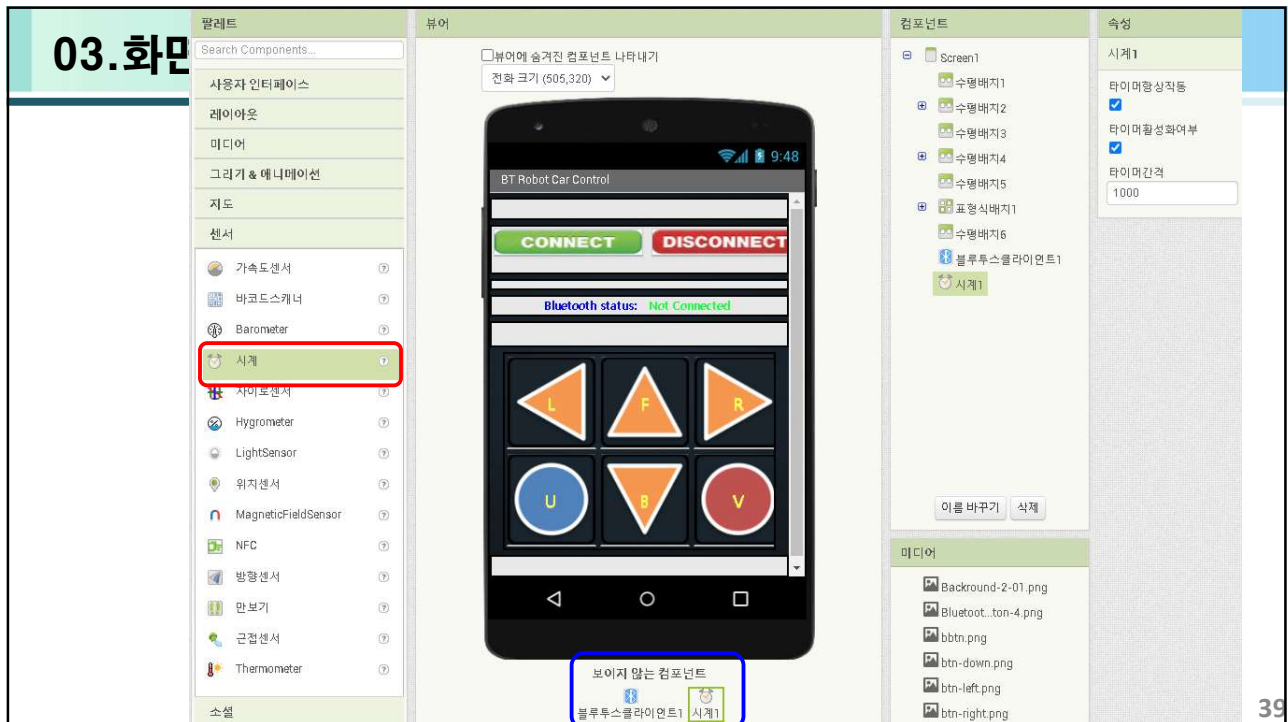 03.화면
팔레트
Search Components...
사용자 인터페이스
레이아웃
미디어
그리기 & 애니메이션
지도
센서
가속도센서
바코드스캐너
Barometer
시계
자이로센서
Hygrometer
LightSensor
위치센서
MagneticFieldSensor
NFC
방향센서
만보기
근접센서
Thermometer
소셜
뷰어
뷰어에 숨겨진 컴포넌트 나타내기
전화 크기 (505,320)
9:48
BT Robot Car Control
CONNECT DISCONNECT
Bluetooth status: Not Connected
L F R
U B V
보이지 않는 컴포넌트
블루투스클라이언트1 시계1
컴포넌트
Screen1
수평배치1
수평배치2
수평배치3
수평배치4
수평배치5
표형식배치1
수평배치6
블루투스클라이언트1
시계1
이름 바꾸기 삭제
미디어
Backround-2-01.png
Bluetoot...ton-4.png
bbtn.png
btn-down.png
btn-left.png
btn-right.png
속성
시계1
타이머항상작동
타이머활성화여부
타이머간격
1000
39